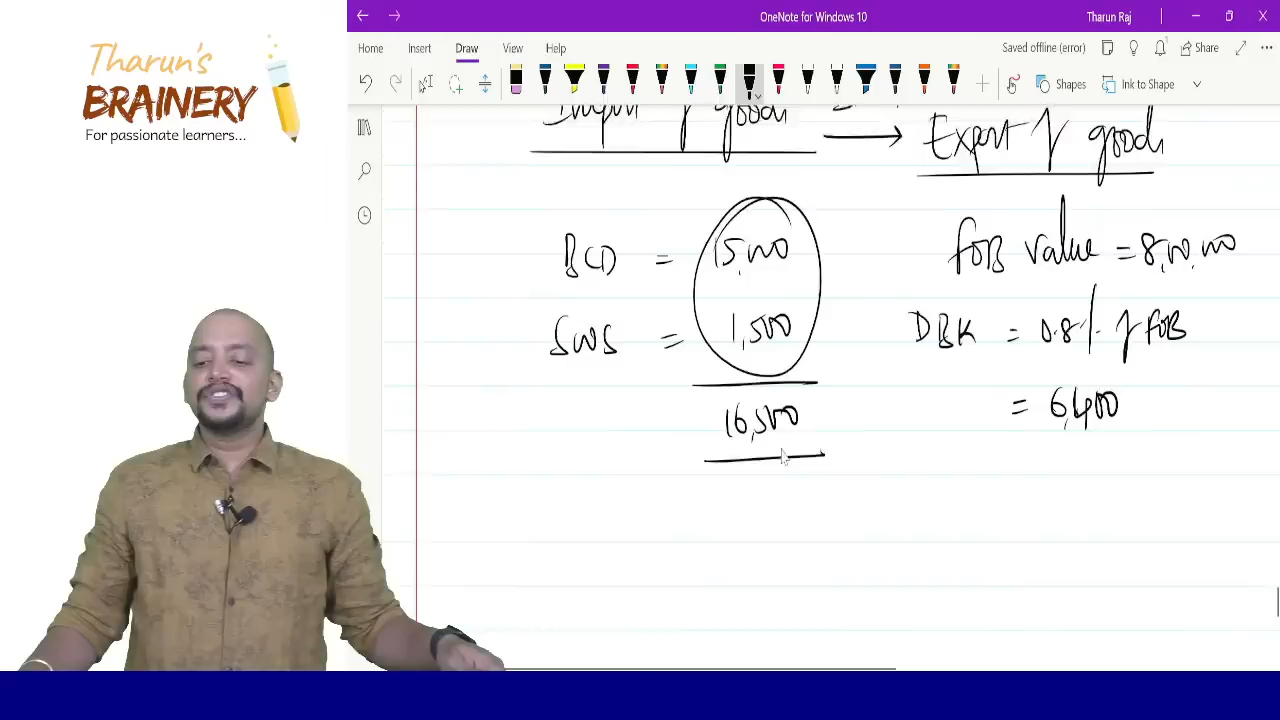 Tharun's
BRAINERY
For passionate learners...
OneNote for Windows 10
Tharun Raj
Home Insert Draw View Help
Saved offline (error)
Share
Shapes
Ink to Shape
Import of goods
Export of goods
BCD = 15,000
SWS = 1,500
16,500
FOB value = 8,00,000
DBK = 0.8% of FOB
= 6,400